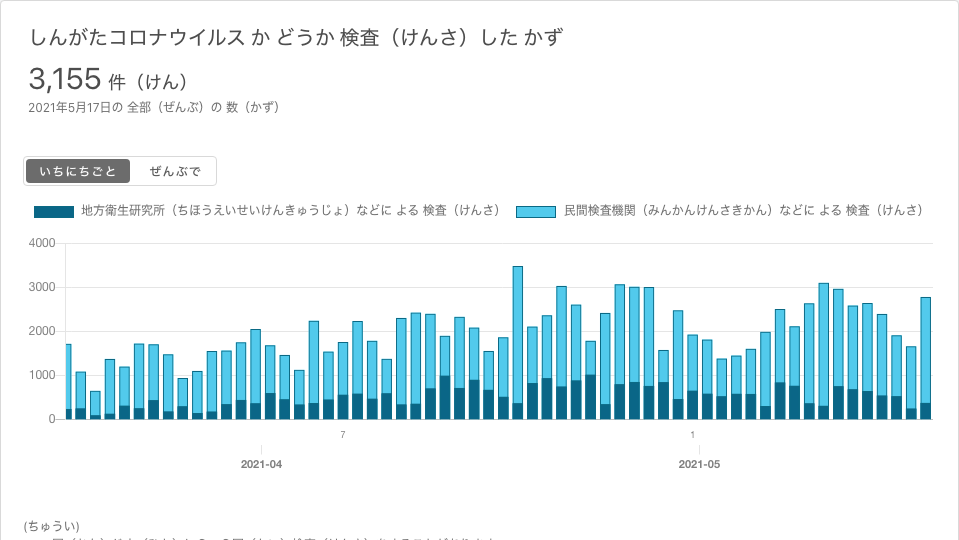 しんがたコロナウイルス か どうか 検査（けんさ）した かず
3,155 件（けん）
2021年5月17日の 全部（ぜんぶ）の 数（かず）
いちにちごと ぜんぶで
地方衛生研究所（ちほうえいせいけんきゅうじょ）などに よる 検査（けんさ） 民間検査機関（みんかんけんさきかん）などに よる 検査（けんさ）
4000
3000
2000
1000
0
7 1
2021-04 2021-05
(ちゅうい)